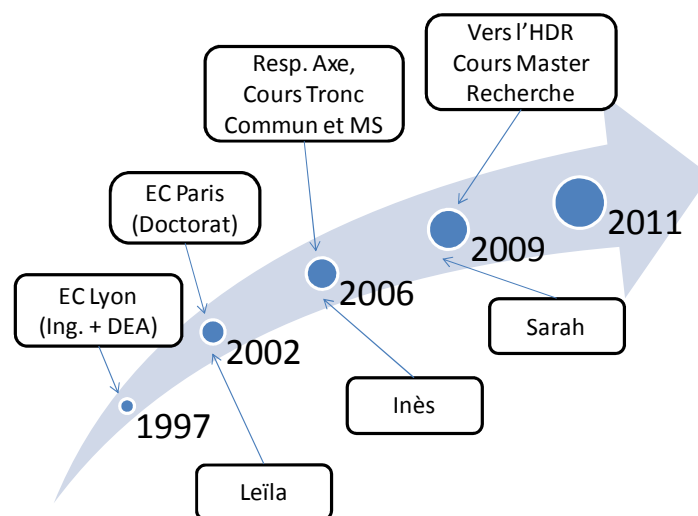 Vers l'HDR
Cours Master
Recherche
Resp. Axe,
Cours Tronc
Commun et MS
EC Paris
(Doctorat)
EC Lyon
(Ing. + DEA)
2011
2009
2006
2002
1997
Sarah
Inès
Leïla